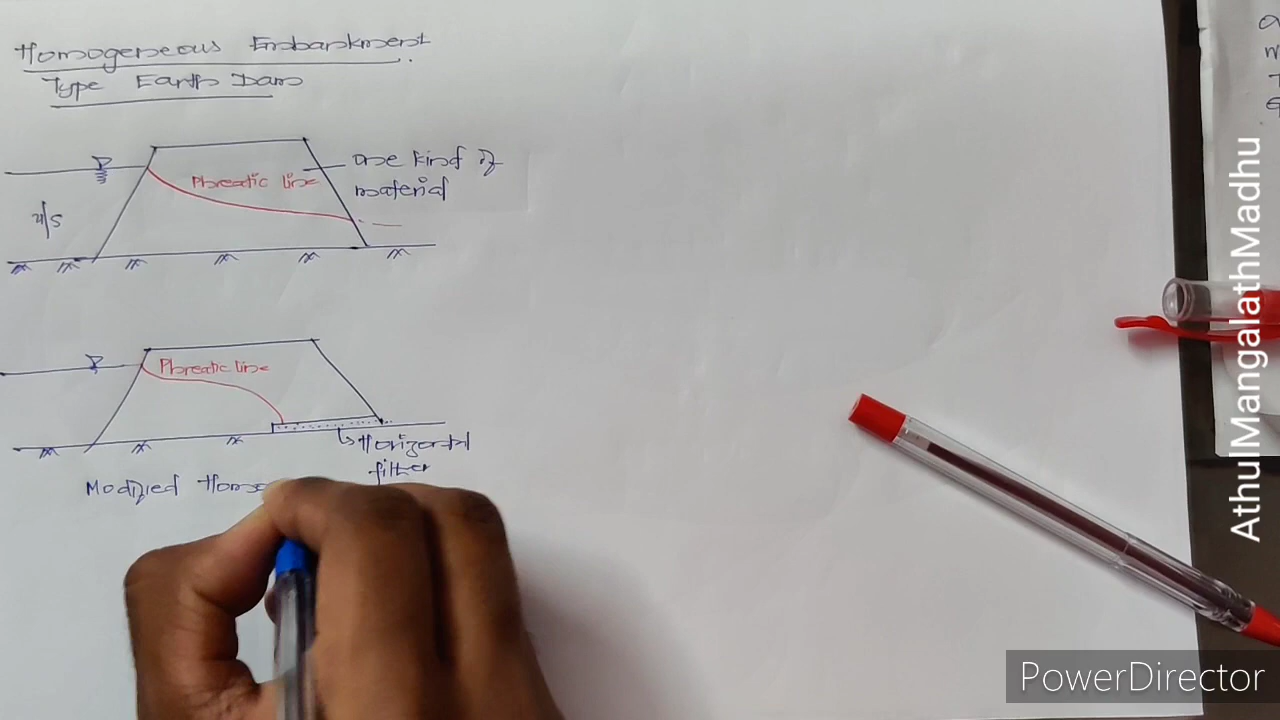 Homogeneous Embankment
Type Earth Dam
one kind of
material
Phreatic line
u/s
Phreatic line
Horizontal
filter
Modified Homo
AthulMangalathMadhu
PowerDirector